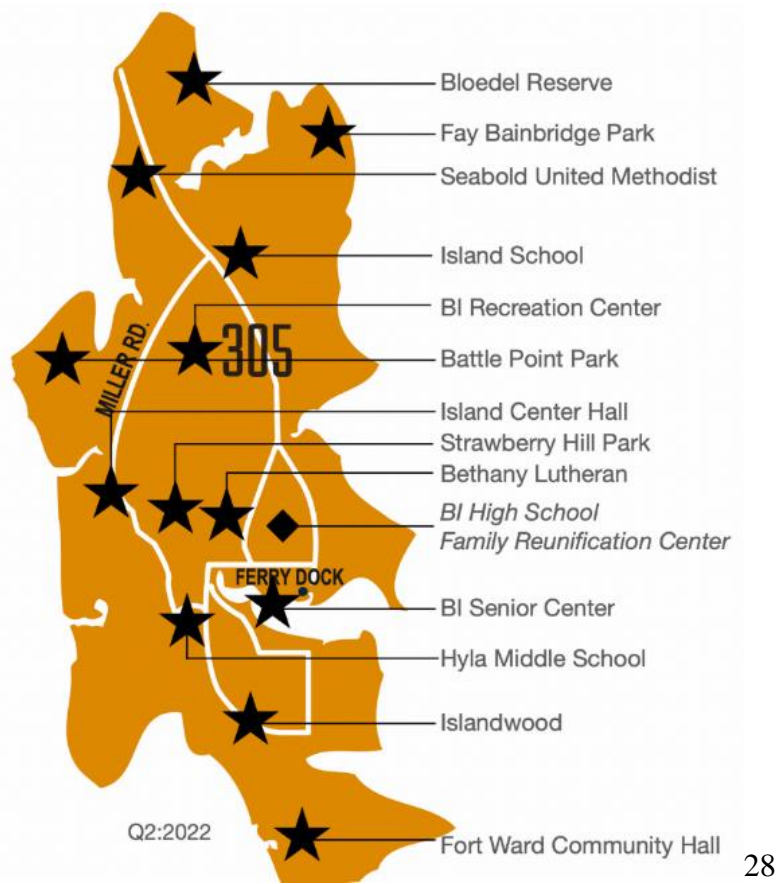 Bloedel Reserve
Fay Bainbridge Park
Seabold United Methodist
Island School
BI Recreation Center
305
MILLER RD.
Battle Point Park
Island Center Hall
Strawberry Hill Park
Bethany Lutheran
BI High School
Family Reunification Center
FERRY DOCK
BI Senior Center
Hyla Middle School
Islandwood
Q2:2022
Fort Ward Community Hall
28